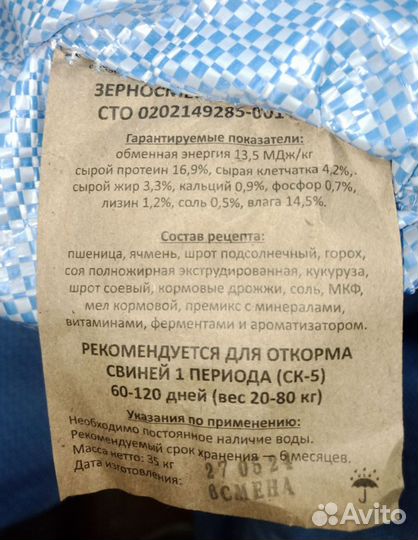 СТО 0202149285-001
Гарантируемые показатели:
обменная энергия 13,5 МДж/кг
сырой протеин 16,9%, сырая клетчатка 4,2%,
сырой жир 3,3%, кальций 0,9%, фосфор 0,7%,
лизин 1,2%, соль 0,5%, влага 14,5%.
Состав рецепта:
пшеница, ячмень, шрот подсолнечный, горох,
соя полножирная экструдированная, кукуруза,
шрот соевый, кормовые дрожжи, соль, МКФ,
мел кормовой, премикс с минералами,
витаминами, ферментами и ароматизатором.
РЕКОМЕНДУЕТСЯ ДЛЯ ОТКОРМА
СВИНЕЙ 1 ПЕРИОДА (СК-5)
60-120 дней (вес 20-80 кг)
Указания по применению:
Необходимо постоянное наличие воды.
Рекомендуемый срок хранения – 6 месяцев.
Масса нетто: 35 кг
Дата изготовления:
27 05 24
СМЕНА
Avito